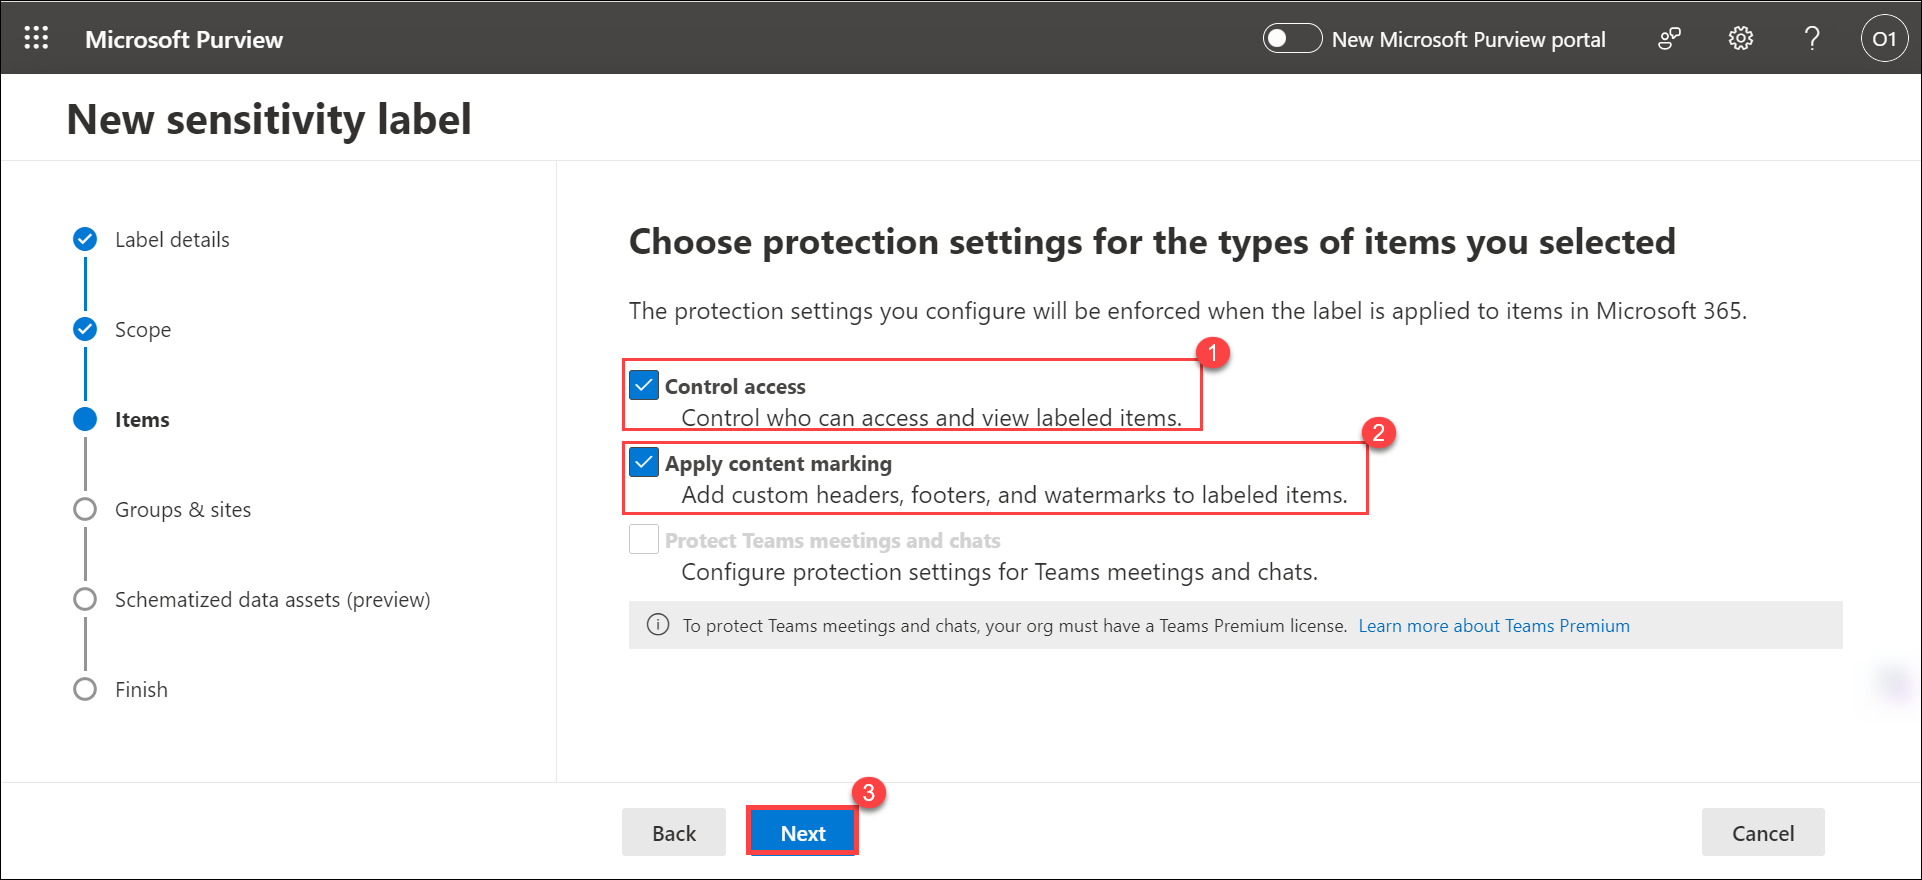 Microsoft Purview
New Microsoft Purview portal
?
O1
New sensitivity label
Label details
Scope
Items
Groups & sites
Schematized data assets (preview)
Finish
Choose protection settings for the types of items you selected
The protection settings you configure will be enforced when the label is applied to items in Microsoft 365.
1
Control access
Control who can access and view labeled items.
2
Apply content marking
Add custom headers, footers, and watermarks to labeled items.
Protect Teams meetings and chats
Configure protection settings for Teams meetings and chats.
To protect Teams meetings and chats, your org must have a Teams Premium license. Learn more about Teams Premium
3
Back
Next
Cancel